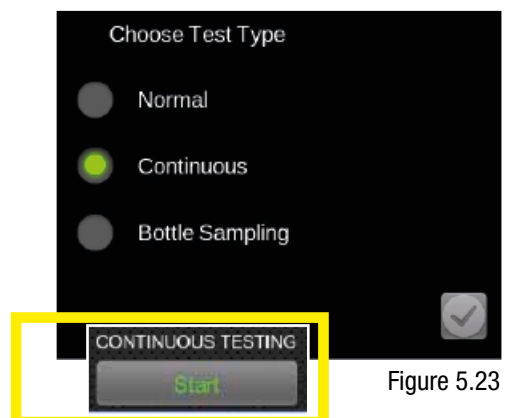 Choose Test Type
Normal
Continuous
Bottle Sampling
CONTINUOUS TESTING
Start
Figure 5.23